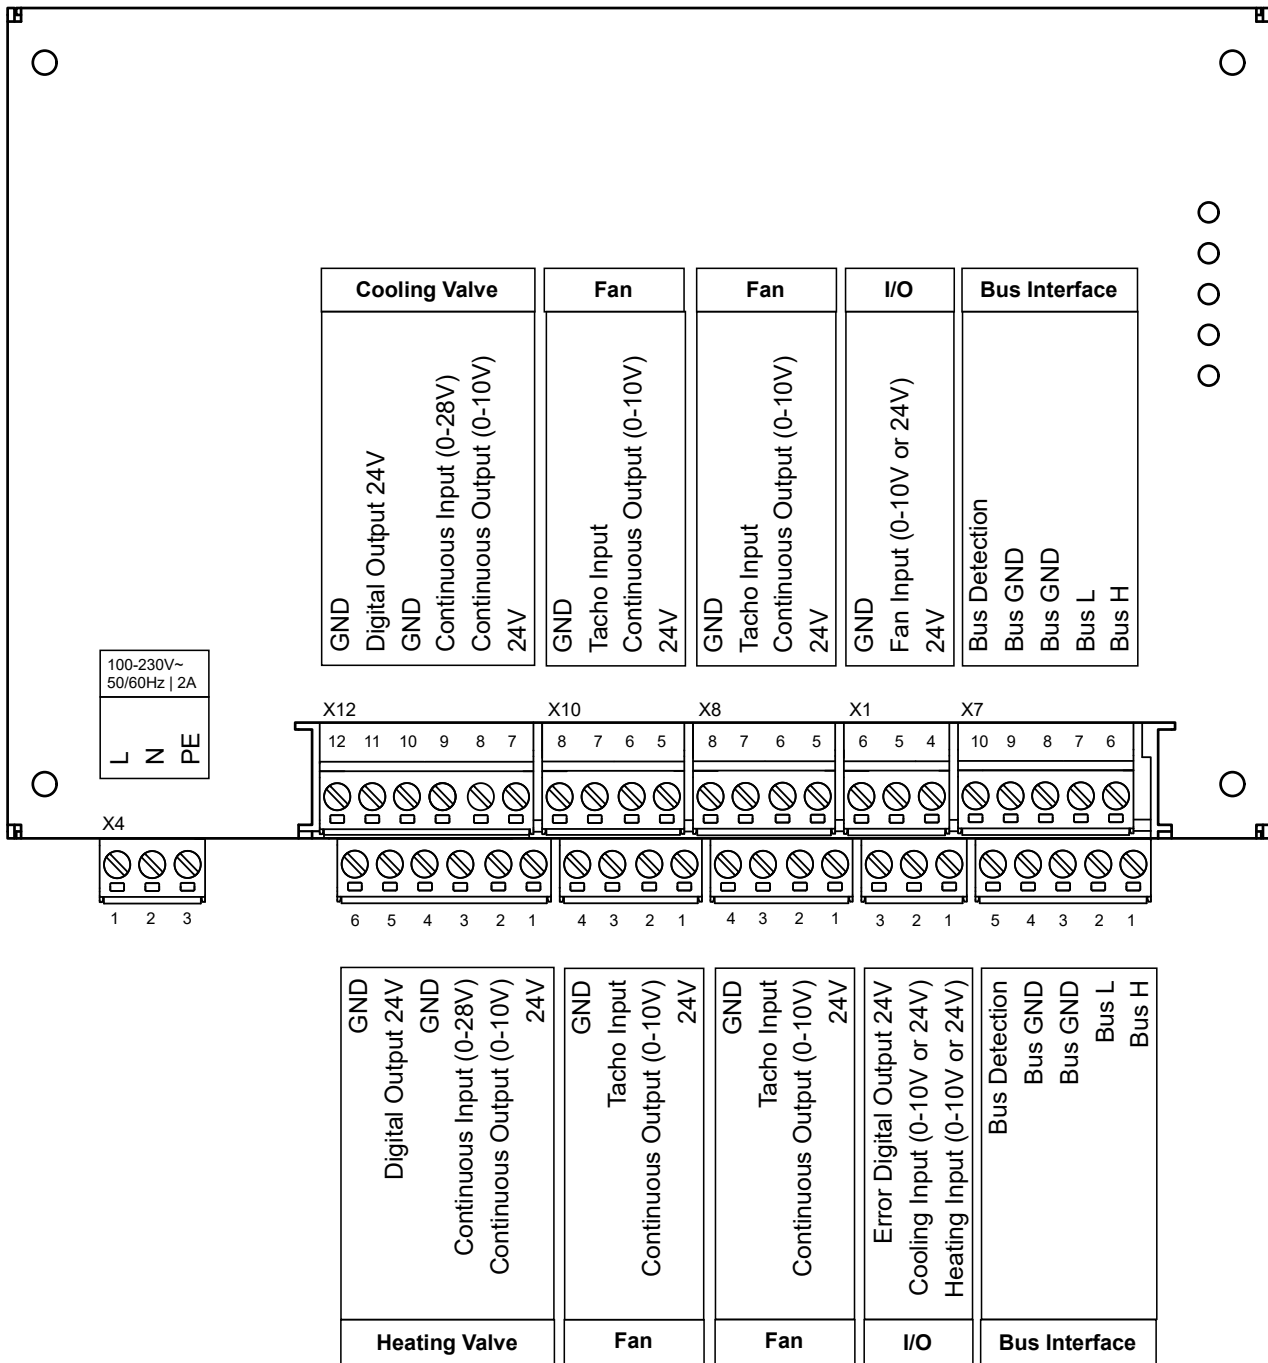 Cooling Valve
GND
Digital Output 24V
GND
Continuous Input (0-28V)
Continuous Output (0-10V)
24V
Fan
GND
Tacho Input
Continuous Output (0-10V)
24V
Fan
GND
Tacho Input
Continuous Output (0-10V)
24V
I/O
GND
Fan Input (0-10V or 24V)
24V
Bus Interface
Bus Detection
Bus GND
Bus GND
Bus L
Bus H
100-230V~
50/60Hz | 2A
L
N
PE
X12
X10
X8
X1
X7
12 11 10 9 8 7
8 7 6 5
8 7 6 5
6 5 4
10 9 8 7 6
X4
1 2 3
6 5 4 3 2 1
4 3 2 1
4 3 2 1
3 2 1
5 4 3 2 1
GND
Digital Output 24V
GND
Continuous Input (0-28V)
Continuous Output (0-10V)
24V
Heating Valve
GND
Tacho Input
Continuous Output (0-10V)
24V
Fan
GND
Tacho Input
Continuous Output (0-10V)
24V
Fan
Error Digital Output 24V
Cooling Input (0-10V or 24V)
Heating Input (0-10V or 24V)
I/O
Bus Detection
Bus GND
Bus GND
Bus L
Bus H
Bus Interface